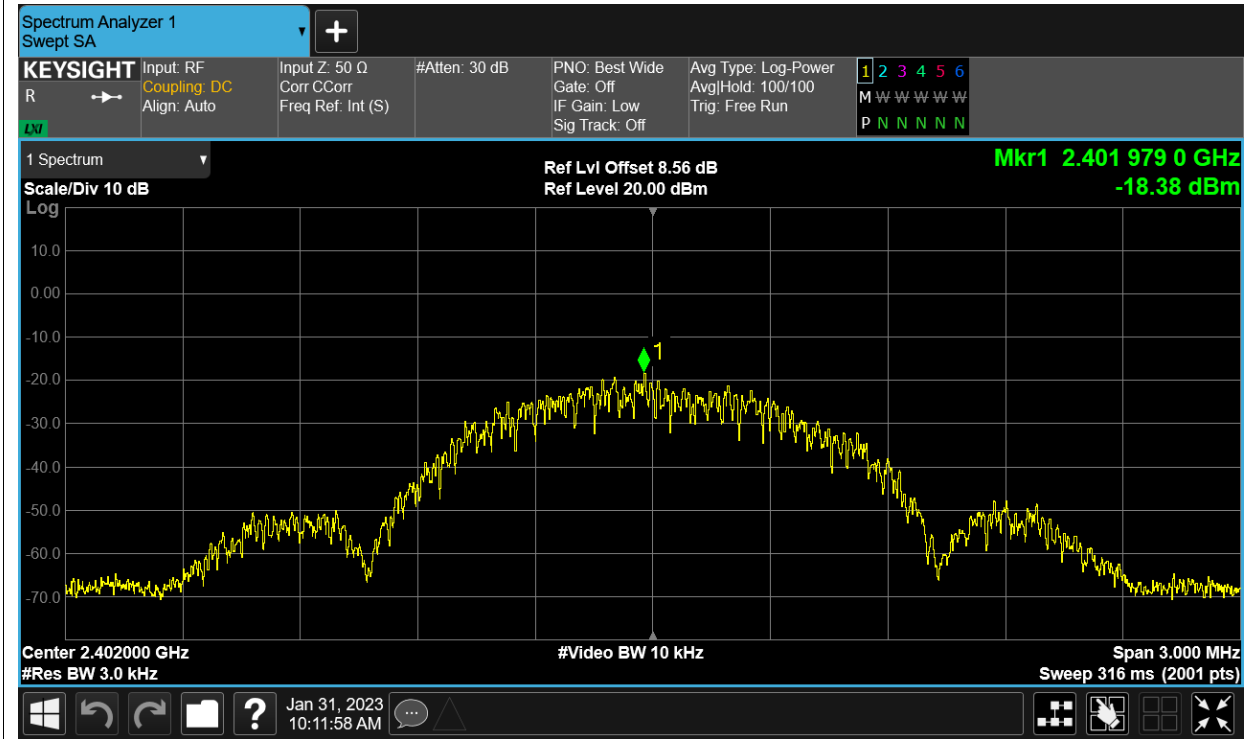 Spectrum Analyzer 1
Swept SA
+
KEYSIGHT
R
LXI
Input: RF
Coupling: DC
Align: Auto
Input Z: 50 Ω
Corr CCorr
Freq Ref: Int (S)
#Atten: 30 dB
PNO: Best Wide
Gate: Off
IF Gain: Low
Sig Track: Off
Avg Type: Log-Power
Avg|Hold: 100/100
Trig: Free Run
1 2 3 4 5 6
M W W W W W
P N N N N N
1 Spectrum
Scale/Div 10 dB
Log
Ref Lvl Offset 8.56 dB
Ref Level 20.00 dBm
Mkr1 2.401 979 0 GHz
-18.38 dBm
10.0
0.00
-10.0
1
-20.0
-30.0
-40.0
-50.0
-60.0
-70.0
Center 2.402000 GHz
#Video BW 10 kHz
Span 3.000 MHz
#Res BW 3.0 kHz
Sweep 316 ms (2001 pts)
?
Jan 31, 2023
10:11:58 AM